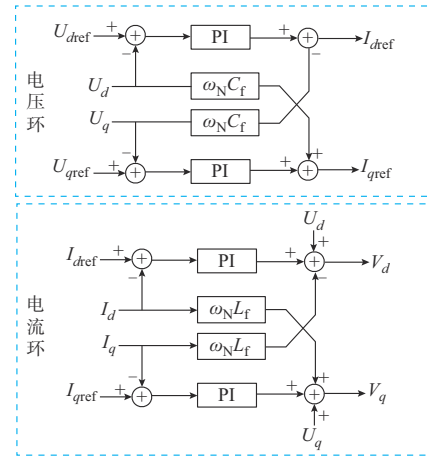 电压环
U_dref + PI + I_dref
− −
U_d ω_N C_f
U_q ω_N C_f
− + +
U_qref + PI + I_qref
电流环
U_d
I_dref + PI + + V_d
− −
I_d ω_N L_f
I_q ω_N L_f
− +
I_qref + PI + V_q
+
U_q